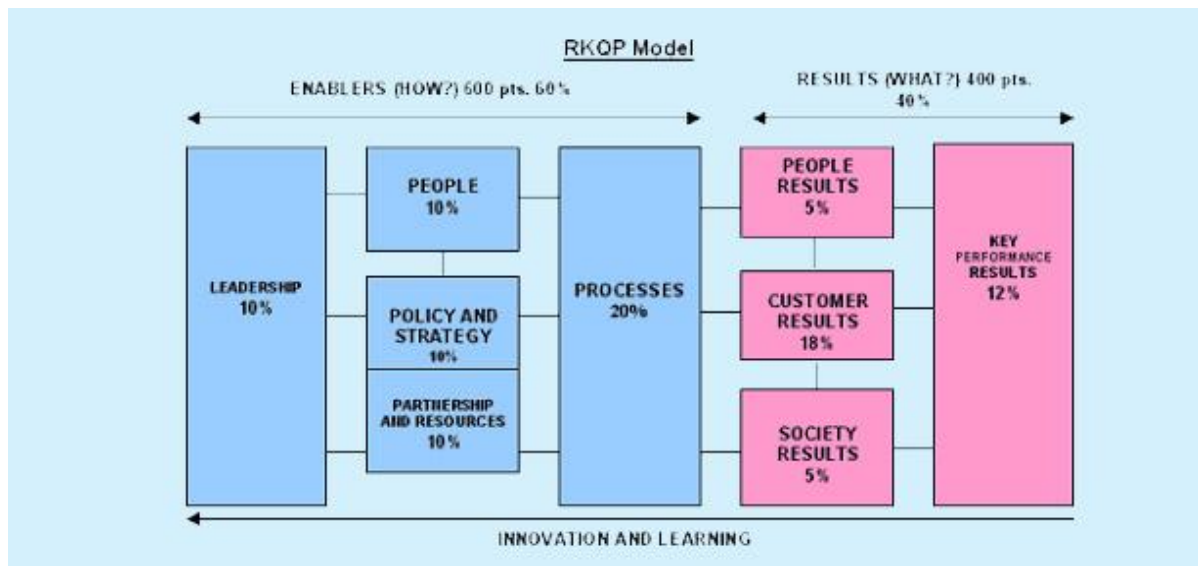 RKQP Model
ENABLERS (HOW?) 600 pts. 60%
RESULTS (WHAT?) 400 pts.
40%
LEADERSHIP
10%
PEOPLE
10%
POLICY AND
STRATEGY
10%
PARTNERSHIP
AND RESOURCES
10%
PROCESSES
20%
PEOPLE
RESULTS
5%
CUSTOMER
RESULTS
18%
SOCIETY
RESULTS
5%
KEY
PERFORMANCE
RESULTS
12%
INNOVATION AND LEARNING